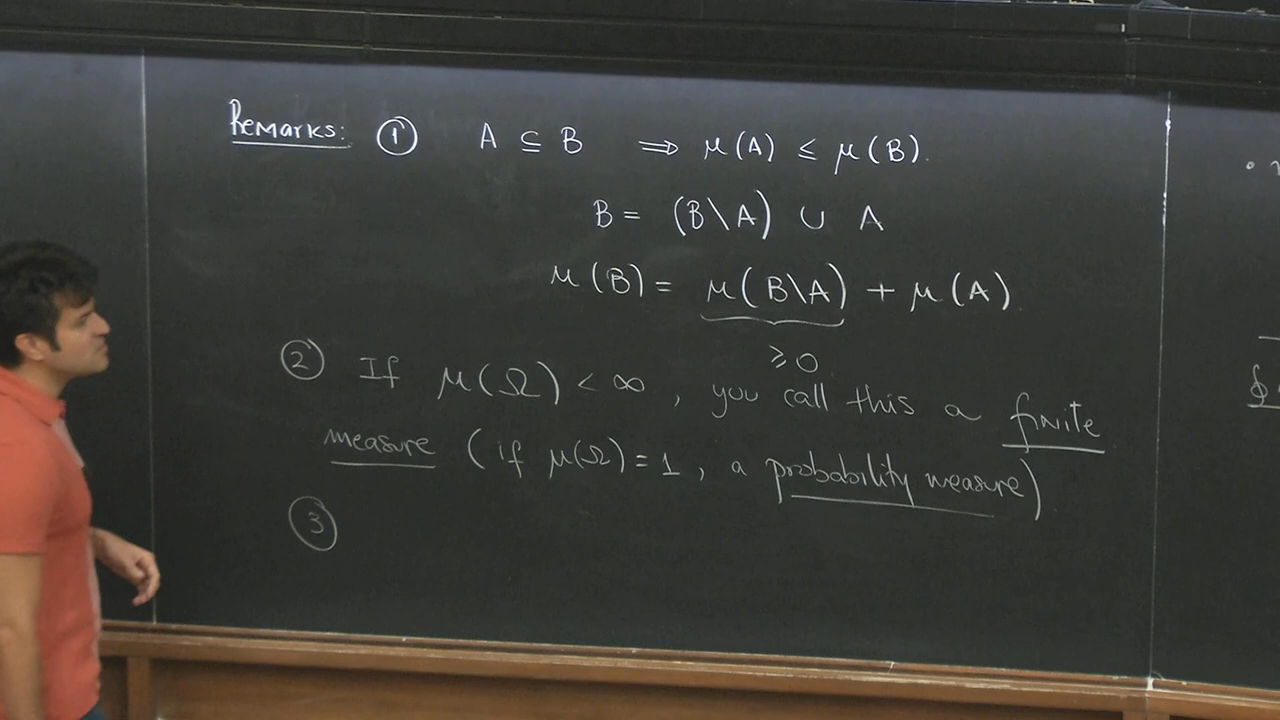 Remarks: ① A ⊆ B ⟹ μ(A) ≤ μ(B).
B = (B\A) ∪ A
μ(B) = μ(B\A) + μ(A)
≥ 0
② If μ(Ω) < ∞, you call this a finite
measure (if μ(Ω) = 1, a probability measure)
③